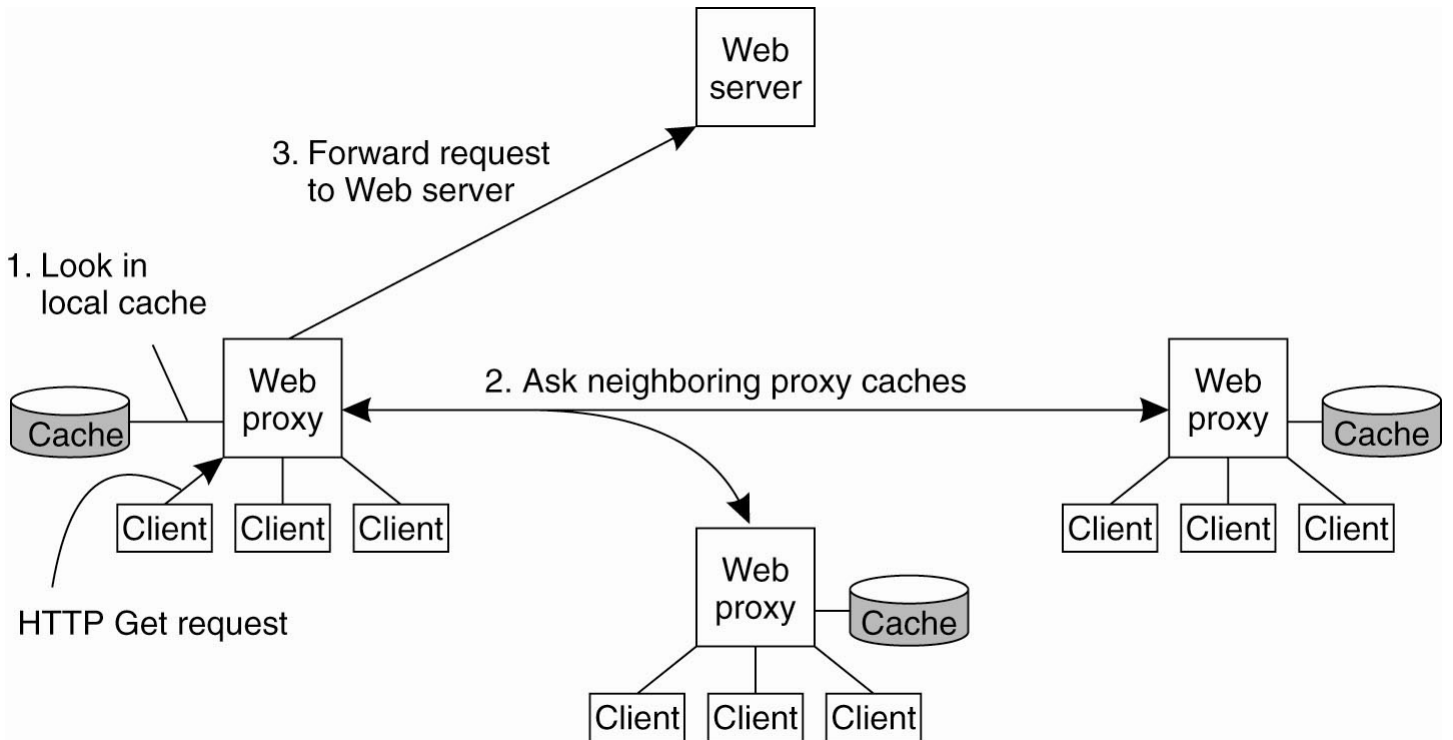 Web
server
3. Forward request
to Web server
1. Look in
local cache
Web
proxy
2. Ask neighboring proxy caches
Web
proxy
Cache
Cache
Client
Client
Client
Client
Client
Client
Web
proxy
Cache
HTTP Get request
Client
Client
Client